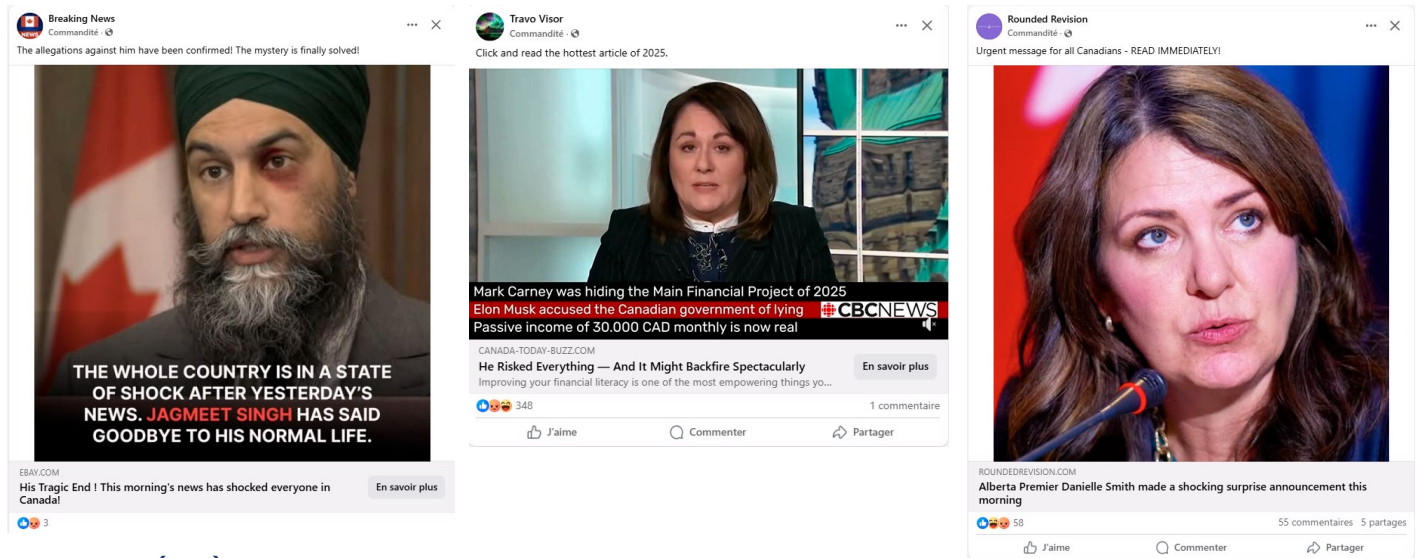 Breaking News
Commandité
The allegations against him have been confirmed! The mystery is finally solved!
NEWS
THE WHOLE COUNTRY IS IN A STATE
OF SHOCK AFTER YESTERDAY'S
NEWS. JAGMEET SINGH HAS SAID
GOODBYE TO HIS NORMAL LIFE.
EBAY.COM
His Tragic End ! This morning's news has shocked everyone in
Canada!
En savoir plus
3
Travo Visor
Commandité
Click and read the hottest article of 2025.
Mark Carney was hiding the Main Financial Project of 2025
Elon Musk accused the Canadian government of lying
CBCNEWS
Passive income of 30.000 CAD monthly is now real
CANADA-TODAY-BUZZ.COM
He Risked Everything — And It Might Backfire Spectacularly
Improving your financial literacy is one of the most empowering things yo...
En savoir plus
348
1 commentaire
J'aime
Commenter
Partager
Rounded Revision
Commandité
Urgent message for all Canadians - READ IMMEDIATELY!
ROUNDEDREVISION.COM
Alberta Premier Danielle Smith made a shocking surprise announcement this
morning
58
55 commentaires 5 partages
J'aime
Commenter
Partager